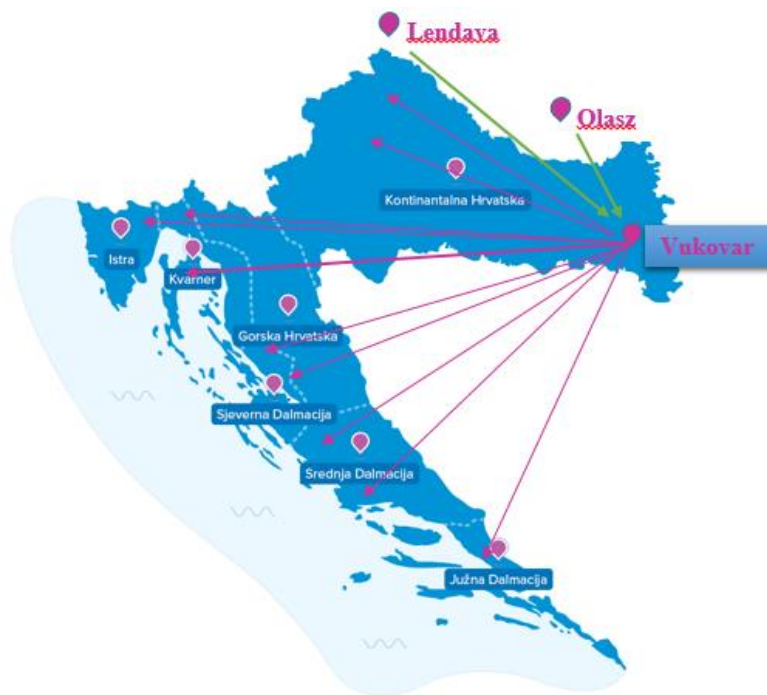 Lendava
Olasz
Kontinantalna Hrvatska
Vukovar
Istra
Kvarner
Gorska Hrvatska
Sjeverna Dalmacija
Srednja Dalmacija
Južna Dalmacija